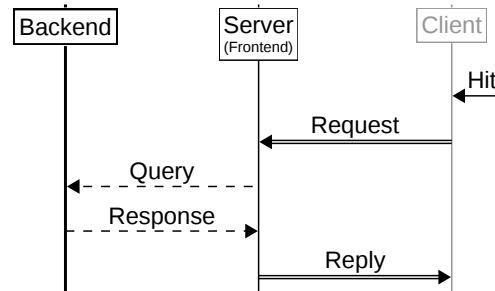 Backend
Server
(Frontend)
Client
Hit
Request
Query
Response
Reply